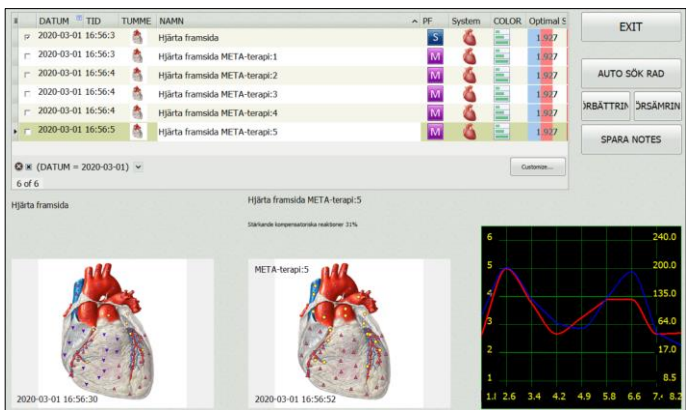 DATUM TID TUMME NAMN PF System COLOR Optimal S
2020-03-01 16:56:3 Hjärta framsida S 1.927
2020-03-01 16:56:3 Hjärta framsida META-terapi:1 M 1.927
2020-03-01 16:56:4 Hjärta framsida META-terapi:2 M 1.927
2020-03-01 16:56:4 Hjärta framsida META-terapi:3 M 1.927
2020-03-01 16:56:4 Hjärta framsida META-terapi:4 M 1.927
2020-03-01 16:56:5 Hjärta framsida META-terapi:5 M 1.927
(DATUM = 2020-03-01)
Customize...
6 of 6
EXIT
AUTO SÖK RAD
ÖRBÄTTRIN ÖRSÄMRIN
SPARA NOTES
Hjärta framsida
2020-03-01 16:56:30
Hjärta framsida META-terapi:5
Stärkande kompensatoriska reaktioner 31%
META-terapi:5
2020-03-01 16:56:52
6 240.0
5 200.0
4 135.0
3 64.0
2 17.0
1 8.5
1.8 2.6 3.4 4.2 4.9 5.8 6.6 7.4 8.2